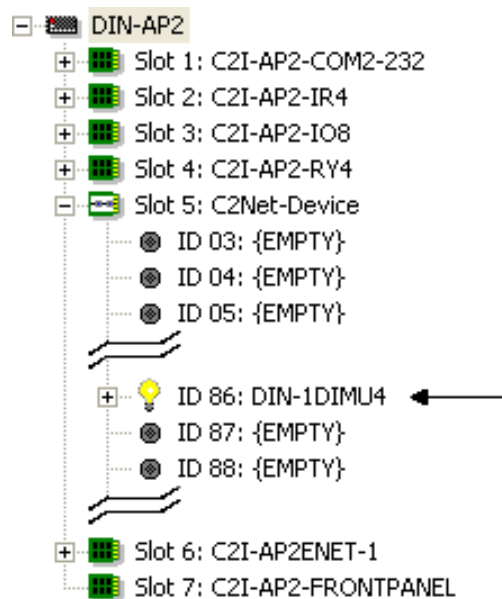 DIN-AP2
Slot 1: C2I-AP2-COM2-232
Slot 2: C2I-AP2-IR4
Slot 3: C2I-AP2-IO8
Slot 4: C2I-AP2-RY4
Slot 5: C2Net-Device
ID 03: {EMPTY}
ID 04: {EMPTY}
ID 05: {EMPTY}
ID 86: DIN-1DIMU4
ID 87: {EMPTY}
ID 88: {EMPTY}
Slot 6: C2I-AP2ENET-1
Slot 7: C2I-AP2-FRONTPANEL